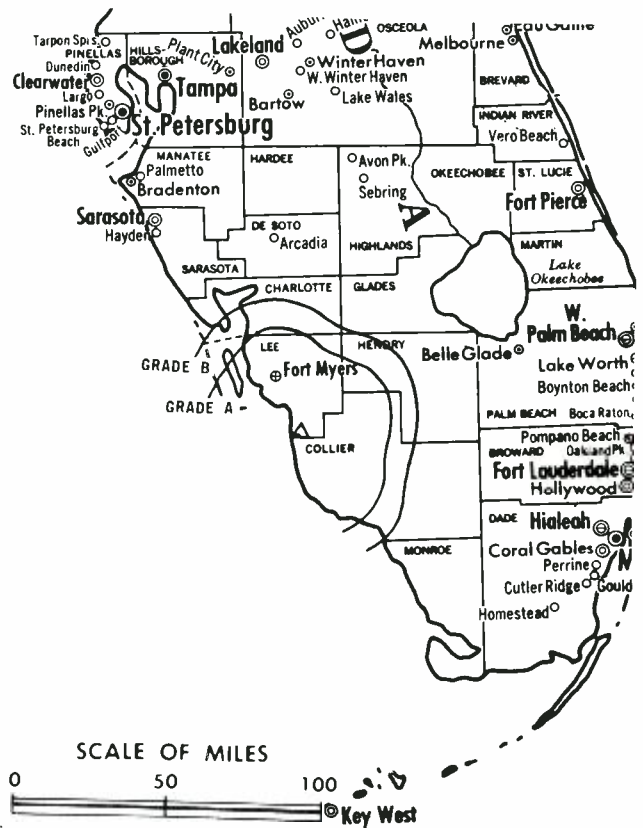 OSCEOLA
Tarpon Sprs.
PINELLAS
HILLS-
BOROUGH
Plant City
Lakeland
D
Melbourne
Dunedin
Clearwater
Largo
Tampa
Winter Haven
W. Winter Haven
BREVARD
Pinellas Pk.
Bartow
Lake Wales
INDIAN RIVER
St. Petersburg
St. Petersburg
Beach
Gulfport
Vero Beach
MANATEE
HARDEE
Avon Pk.
Palmetto
Bradenton
Sebring
OKEECHOBEE
ST. LUCIE
Fort Pierce
Sarasota
Hayden
DE SOTO
Arcadia
A
HIGHLANDS
MARTIN
SARASOTA
Lake
Okeechobee
CHARLOTTE
GLADES
W.
Palm Beach
LEE
HENDRY
Belle Glade
GRADE B
Fort Myers
Lake Worth
Boynton Beach
GRADE A
PALM BEACH
Boca Raton
COLLIER
Pompano Beach
BROWARD
Oakland Pk.
Fort Lauderdale
Hollywood
DADE
Hialeah
MONROE
Coral Gables
Perrine
Cutler Ridge
Gould
Homestead
SCALE OF MILES
0 50 100
Key West